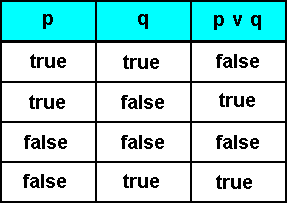 p q p v q
true true false
true false true
false false false
false true true